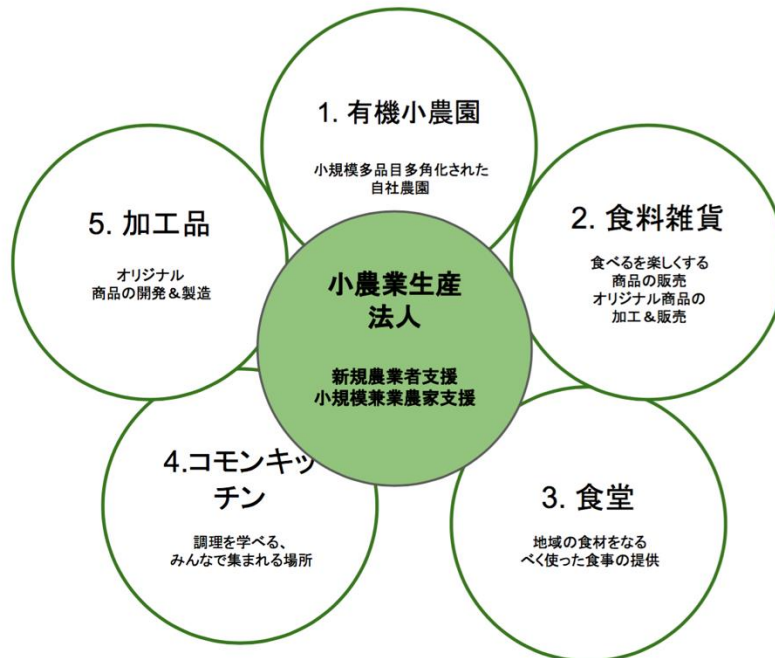 1. 有機小農園
小規模多品目多角化された
自社農園
2. 食料雑貨
食べるを楽しくする
商品の販売
オリジナル商品の
加工＆販売
3. 食堂
地域の食材をなる
べく使った食事の提供
4.コモンキッ
チン
調理を学べる、
みんなで集まれる場所
5. 加工品
オリジナル
商品の開発＆製造
小農業生産
法人
新規農業者支援
小規模兼業農家支援